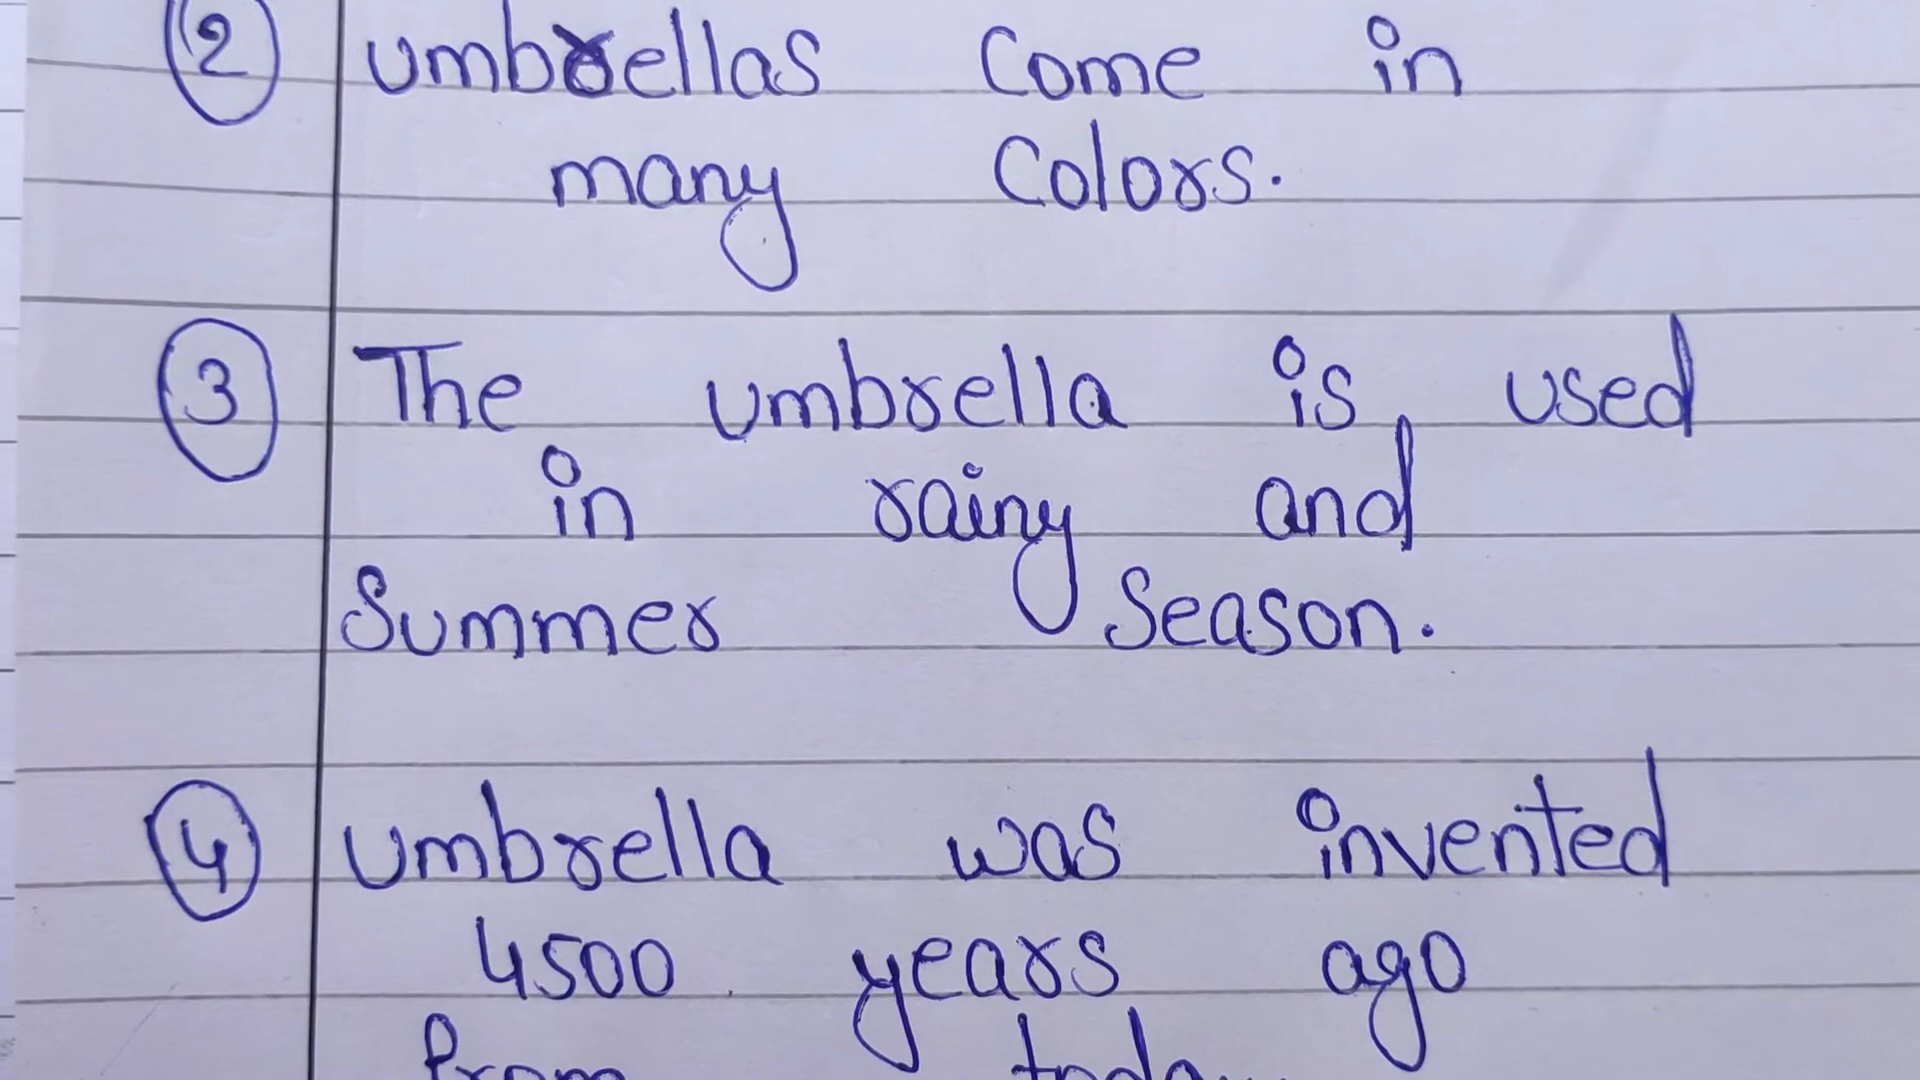 2 umbrellas Come in
many Colors.
3 The umbrella is used
in rainy and
Summer Season.
4 umbrella was invented
4500 years ago
from